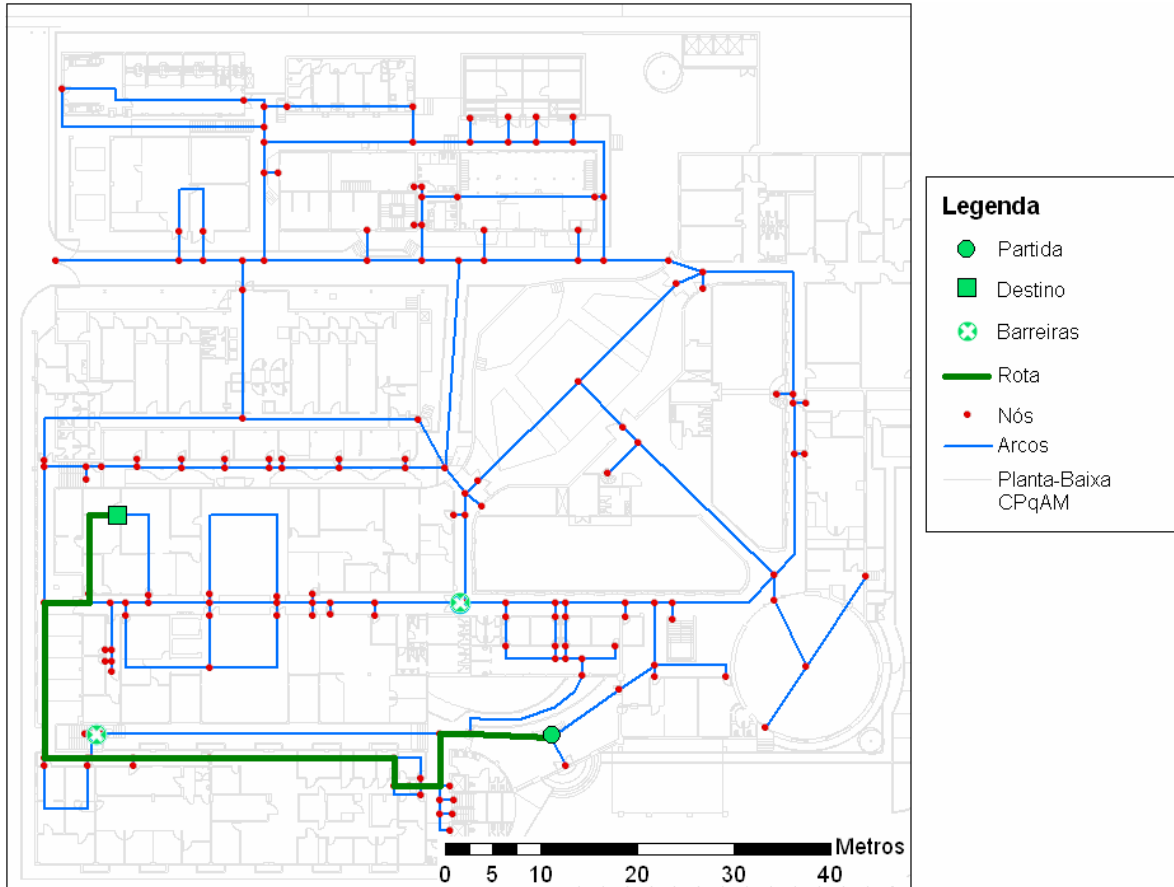 Legenda
Partida
Destino
Barreiras
Rota
Nós
Arcos
Planta-Baixa
CPqAM
Metros
0 5 10 20 30 40